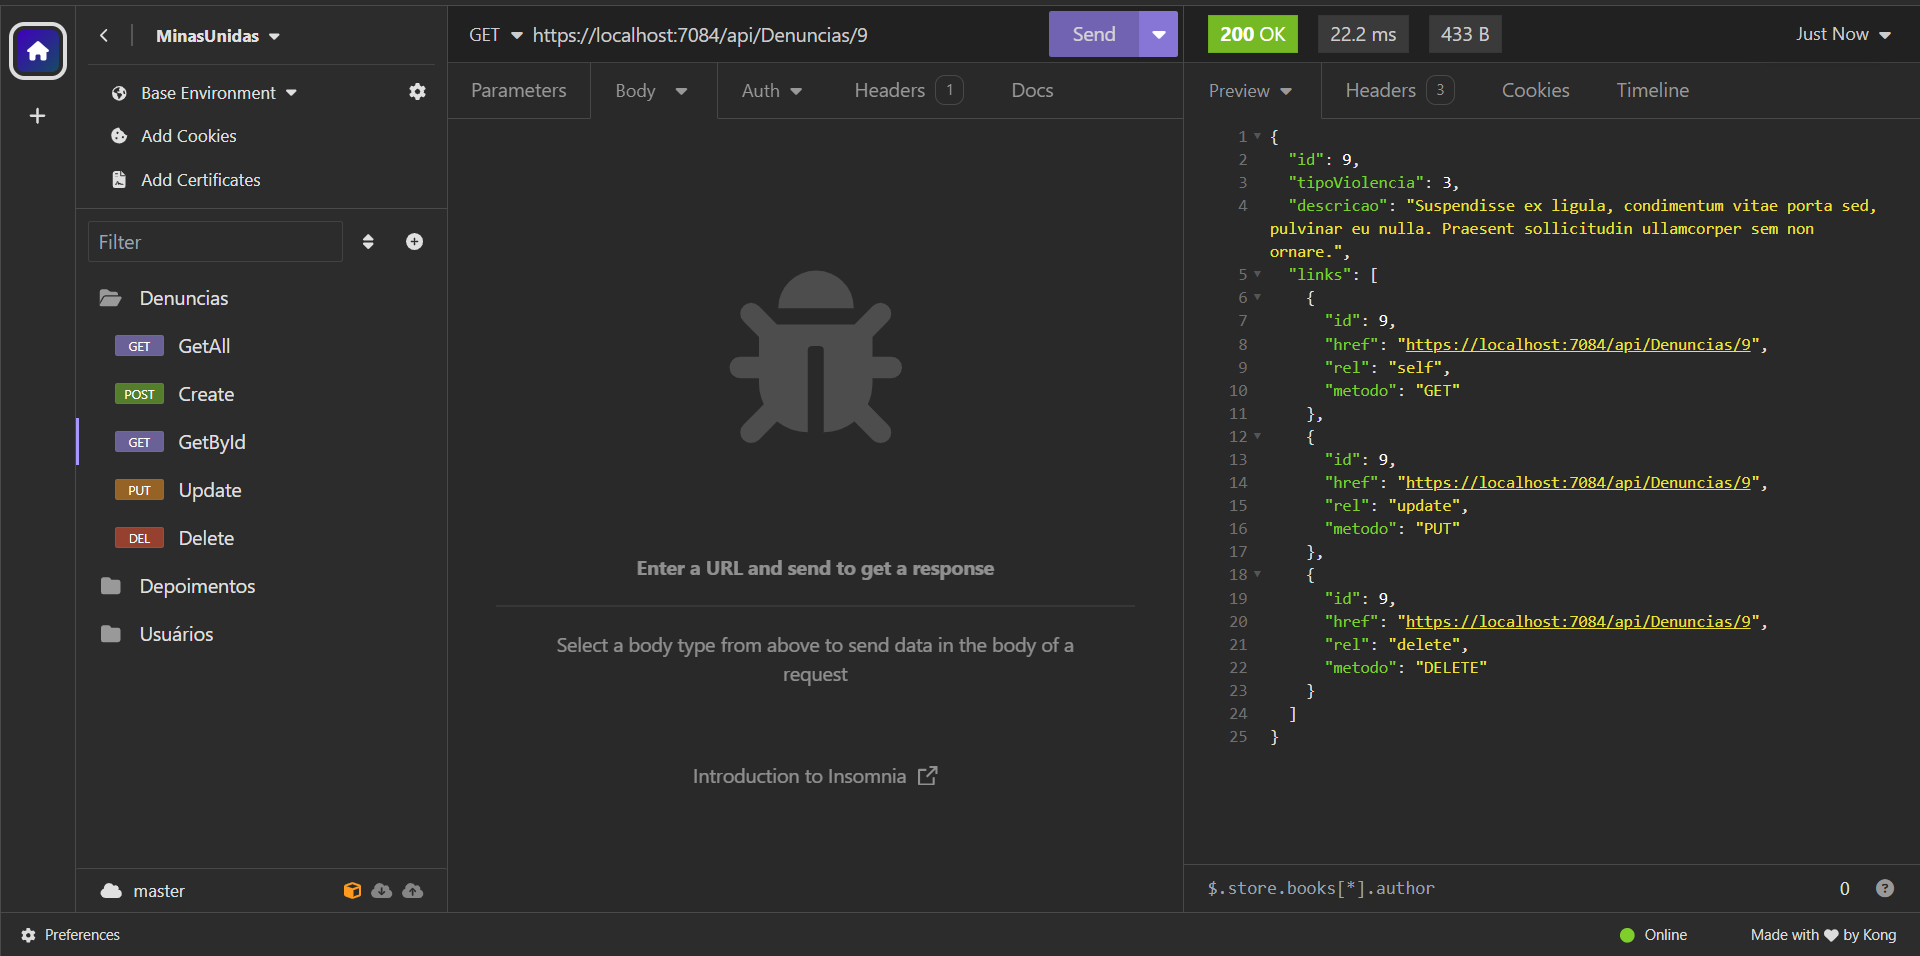 MinasUnidas
Base Environment
Add Cookies
Add Certificates
Filter
Denuncias
GET GetAll
POST Create
GET GetById
PUT Update
DEL Delete
Depoimentos
Usuários
master
GET https://localhost:7084/api/Denuncias/9 Send
Parameters Body Auth Headers 1 Docs
Enter a URL and send to get a response
Select a body type from above to send data in the body of a
request
Introduction to Insomnia
200 OK 22.2 ms 433 B Just Now
Preview Headers 3 Cookies Timeline
1 {
2 "id": 9,
3 "tipoViolencia": 3,
4 "descricao": "Suspendisse ex ligula, condimentum vitae porta sed,
pulvinar eu nulla. Praesent sollicitudin ullamcorper sem non
ornare.",
5 "links": [
6 {
7 "id": 9,
8 "href": "https://localhost:7084/api/Denuncias/9",
9 "rel": "self",
10 "metodo": "GET"
11 },
12 {
13 "id": 9,
14 "href": "https://localhost:7084/api/Denuncias/9",
15 "rel": "update",
16 "metodo": "PUT"
17 },
18 {
19 "id": 9,
20 "href": "https://localhost:7084/api/Denuncias/9",
21 "rel": "delete",
22 "metodo": "DELETE"
23 }
24 ]
25 }
$.store.books[*].author 0
Preferences Online Made with ♥ by Kong